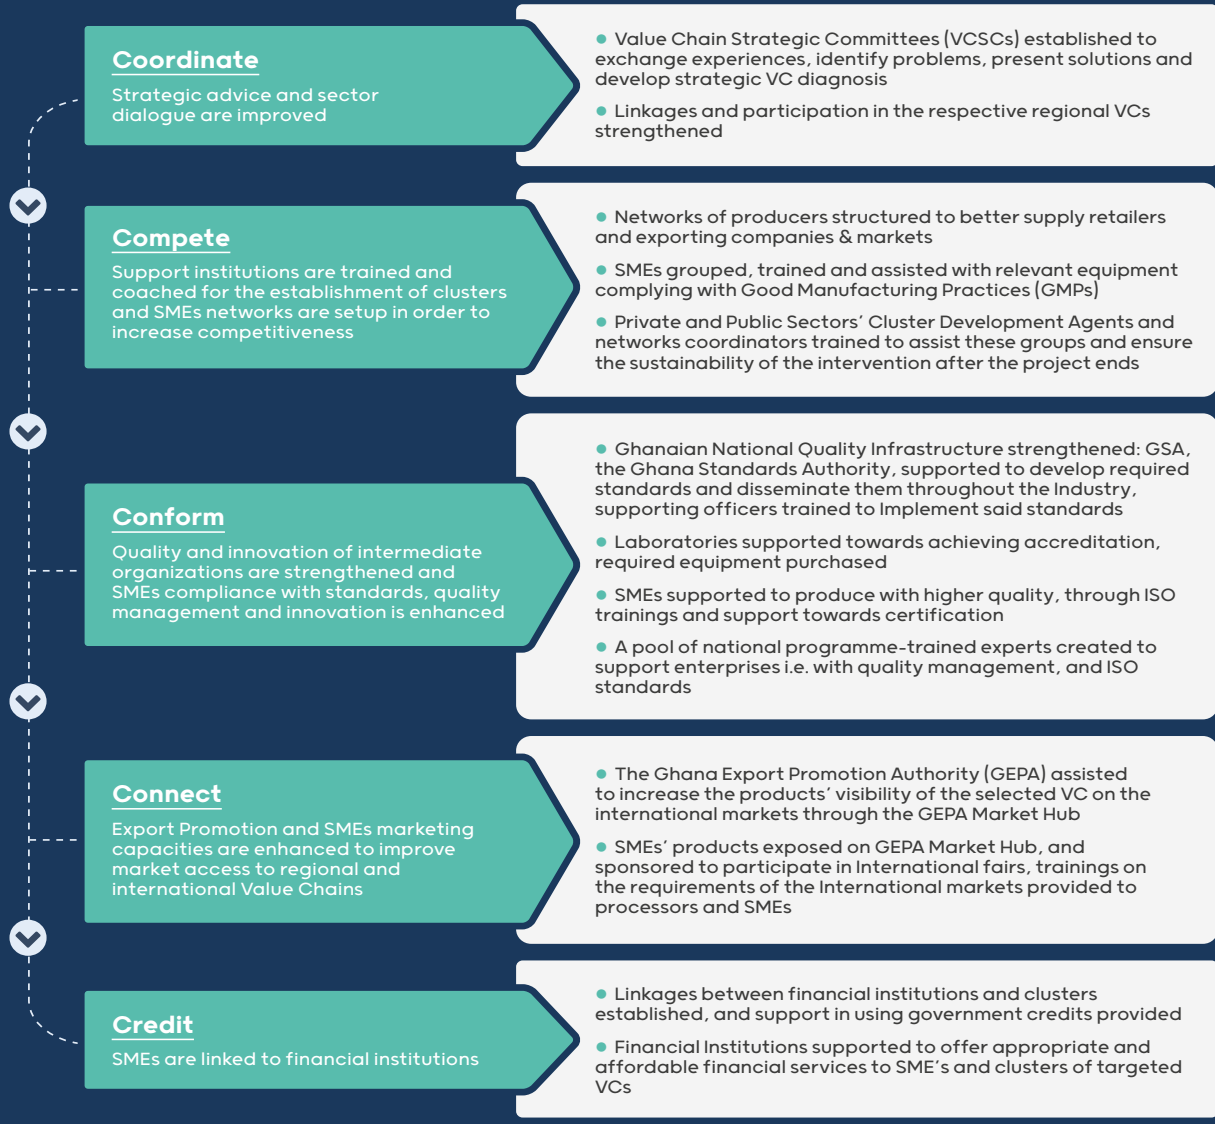 Coordinate
Strategic advice and sector
dialogue are improved
● Value Chain Strategic Committees (VCSCs) established to
exchange experiences, identify problems, present solutions and
develop strategic VC diagnosis
● Linkages and participation in the respective regional VCs
strengthened
Compete
Support institutions are trained and
coached for the establishment of clusters
and SMEs networks are setup in order to
increase competitiveness
● Networks of producers structured to better supply retailers
and exporting companies & markets
● SMEs grouped, trained and assisted with relevant equipment
complying with Good Manufacturing Practices (GMPs)
● Private and Public Sectors’ Cluster Development Agents and
networks coordinators trained to assist these groups and ensure
the sustainability of the intervention after the project ends
Conform
Quality and innovation of intermediate
organizations are strengthened and
SMEs compliance with standards, quality
management and innovation is enhanced
● Ghanaian National Quality Infrastructure strengthened: GSA,
the Ghana Standards Authority, supported to develop required
standards and disseminate them throughout the Industry,
supporting officers trained to Implement said standards
● Laboratories supported towards achieving accreditation,
required equipment purchased
● SMEs supported to produce with higher quality, through ISO
trainings and support towards certification
● A pool of national programme-trained experts created to
support enterprises i.e. with quality management, and ISO
standards
Connect
Export Promotion and SMEs marketing
capacities are enhanced to improve
market access to regional and
international Value Chains
● The Ghana Export Promotion Authority (GEPA) assisted
to increase the products’ visibility of the selected VC on the
international markets through the GEPA Market Hub
● SMEs’ products exposed on GEPA Market Hub, and
sponsored to participate in International fairs, trainings on
the requirements of the International markets provided to
processors and SMEs
Credit
SMEs are linked to financial institutions
● Linkages between financial institutions and clusters
established, and support in using government credits provided
● Financial Institutions supported to offer appropriate and
affordable financial services to SME’s and clusters of targeted
VCs